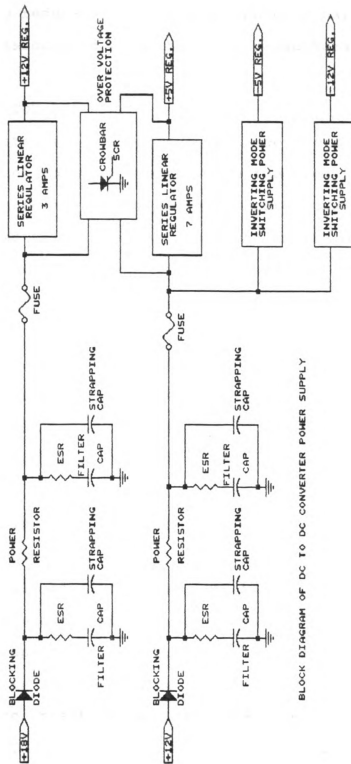 +18V
BLOCKING
DIODE
ESR
FILTER
CAP
STRAPPING
CAP
POWER
RESISTOR
ESR
FILTER
CAP
STRAPPING
CAP
FUSE
SERIES LINEAR
REGULATOR
3 AMPS
+12V REG.
OVER VOLTAGE
PROTECTION
CROWBAR
SCR
+12V
BLOCKING
DIODE
ESR
FILTER
CAP
STRAPPING
CAP
POWER
RESISTOR
ESR
FILTER
CAP
STRAPPING
CAP
FUSE
SERIES LINEAR
REGULATOR
7 AMPS
+5V REG.
INVERTING MODE
SWITCHING POWER
SUPPLY
-5V REG.
INVERTING MODE
SWITCHING POWER
SUPPLY
-12V REG.
BLOCK DIAGRAM OF DC TO DC CONVERTER POWER SUPPLY